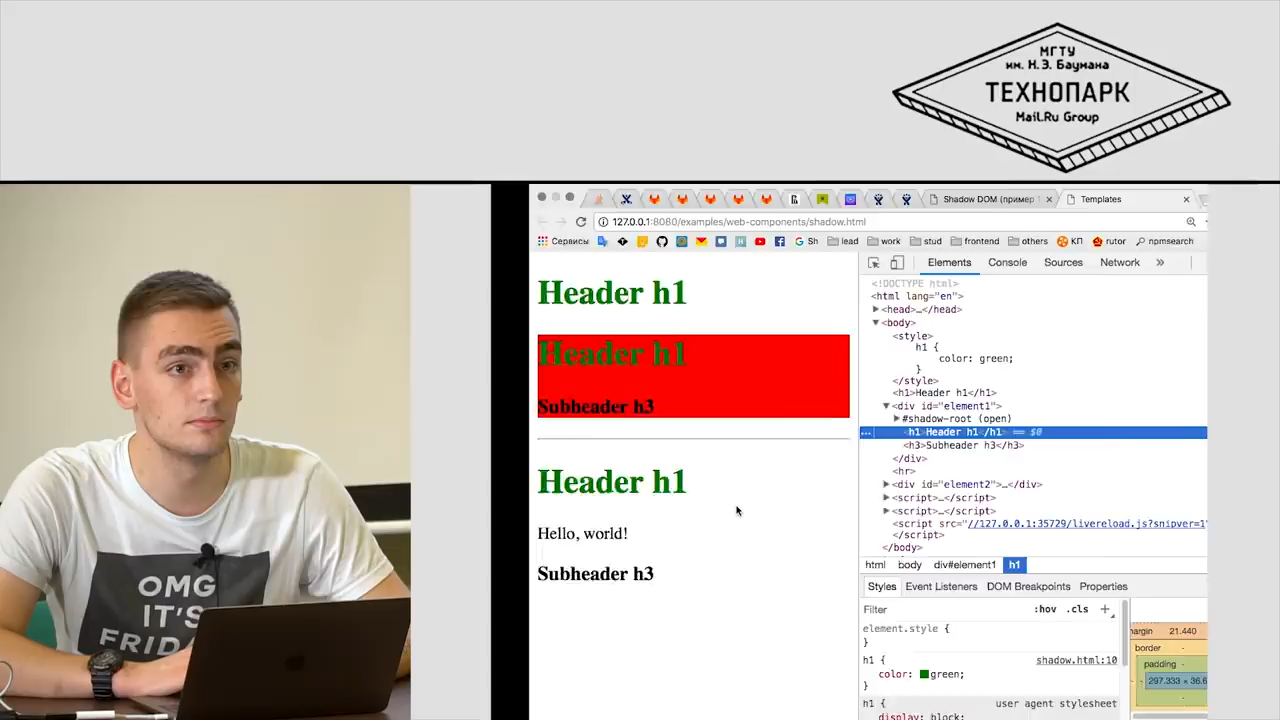 МГТУ
им. Н.Э. Баумана
ТЕХНОПАРК
Mail.Ru Group
OMG
IT'S
FRIDA
Shadow DOM (пример 1
Templates
127.0.0.1:8080/examples/web-components/shadow.html
Сервисы
Sh
lead
work
stud
frontend
others
КП
rutor
npmsearch
Header h1
Header h1
Subheader h3
Header h1
Hello, world!
Subheader h3
Elements
Console
Sources
Network
»
<!DOCTYPE html>
<html lang="en">
<head>…</head>
<body>
<style>
h1 {
color: green;
}
</style>
<h1>Header h1</h1>
<div id="element1">
#shadow-root (open)
… <h1>Header h1</h1> == $0
<h3>Subheader h3</h3>
</div>
<hr>
<div id="element2">…</div>
<script>…</script>
<script>…</script>
<script src="//127.0.0.1:35729/livereload.js?snipver=1"
</script>
</body>
html body div#element1 h1
Styles Event Listeners DOM Breakpoints Properties
Filter :hov .cls +
element.style {
}
h1 { shadow.html:10
color: green;
}
h1 { user agent stylesheet
display: block;
margin 21.440
border -
padding -
297.333 × 36.6